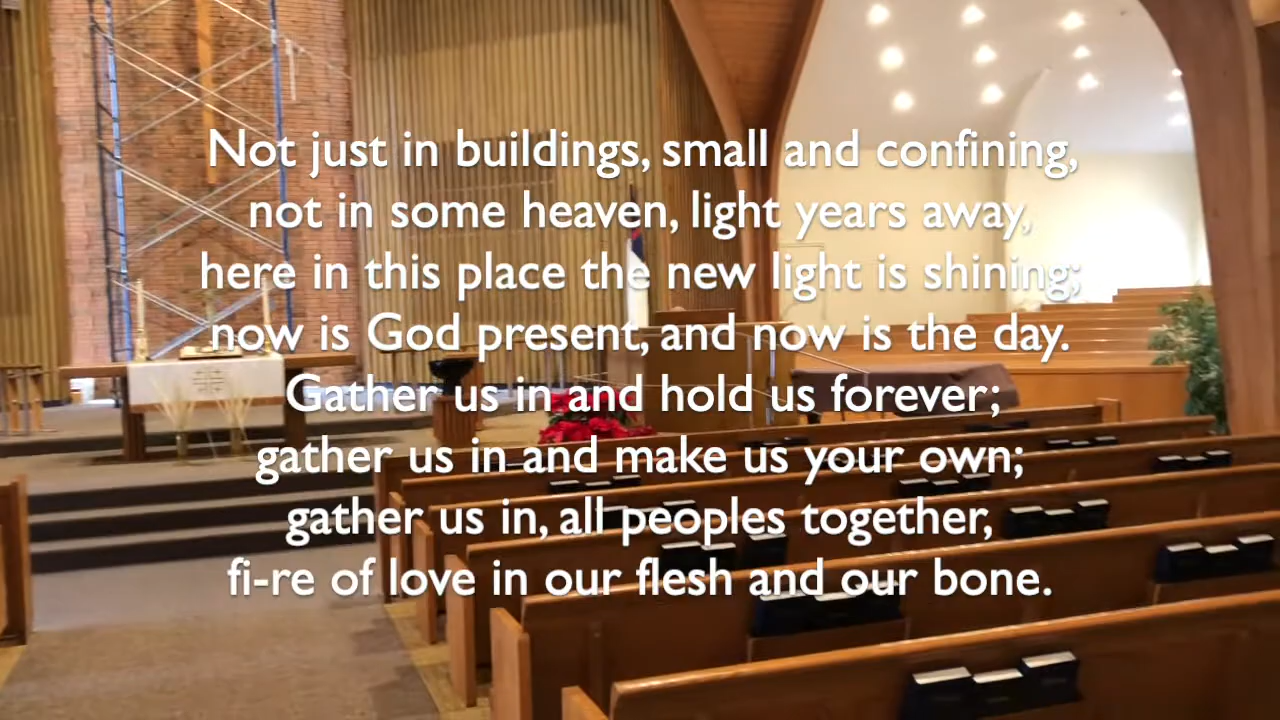 Not just in buildings, small and confining,
not in some heaven, light years away,
here in this place the new light is shining;
now is God present, and now is the day.
Gather us in and hold us forever;
gather us in and make us your own;
gather us in, all peoples together,
fi-re of love in our flesh and our bone.